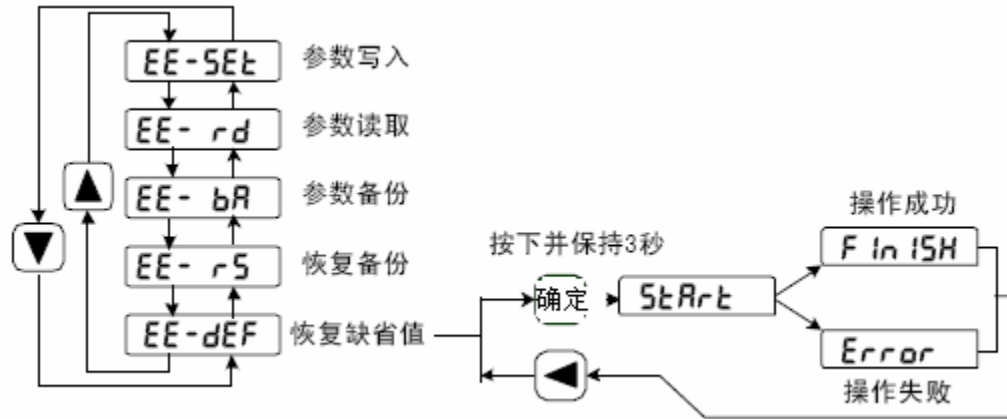 EE-SEt 参数写入
EE- rd 参数读取
EE- bA 参数备份
EE- rS 恢复备份
EE-dEF 恢复缺省值
按下并保持3秒
确定
StArt
操作成功
FInISH
Error
操作失败